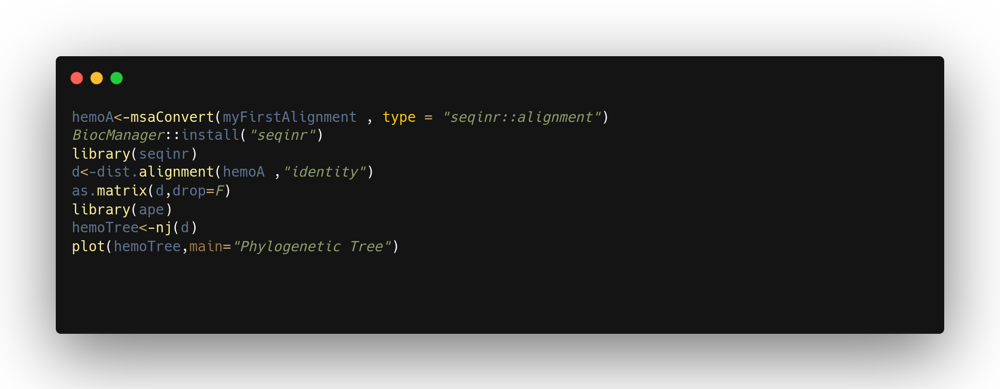 hemoA<-msaConvert(myFirstAlignment , type = "seqinr::alignment")
BiocManager::install("seqinr")
library(seqinr)
d<-dist.alignment(hemoA ,"identity")
as.matrix(d,drop=F)
library(ape)
hemoTree<-nj(d)
plot(hemoTree,main="Phylogenetic Tree")